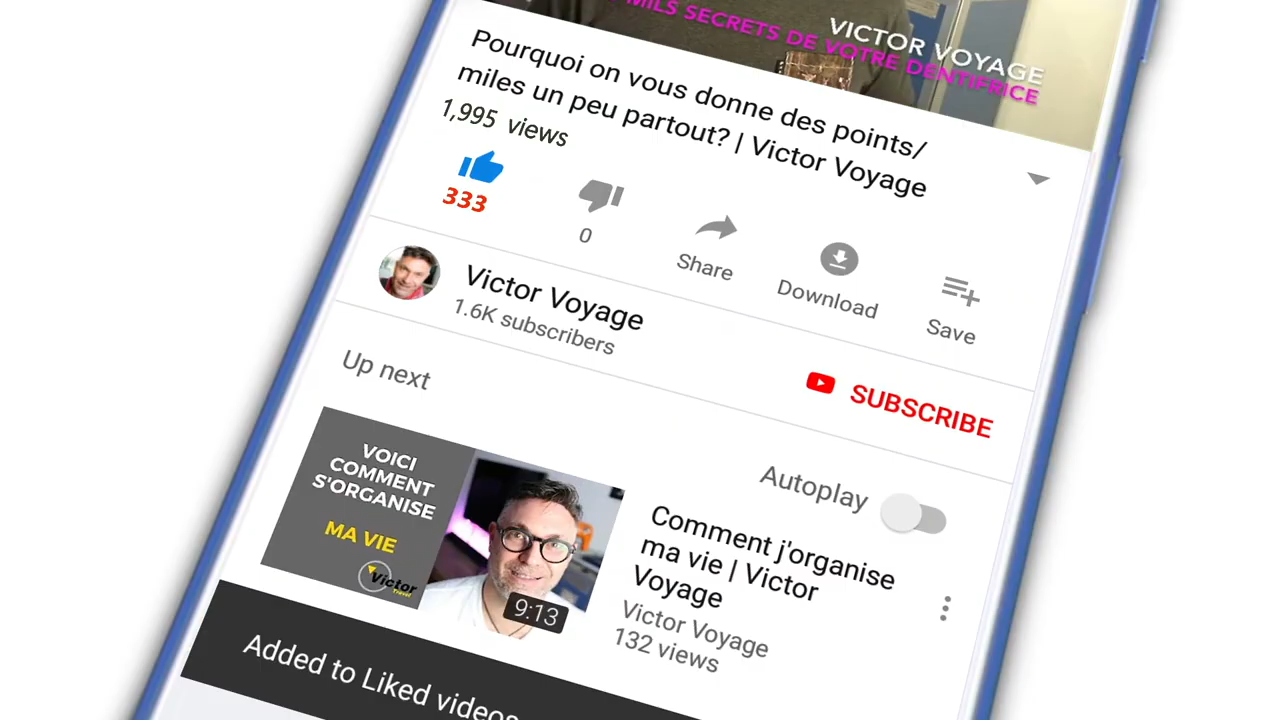 VICTOR VOYAGE
MILS SECRETS DE VOTRE DENTIFRICE
Pourquoi on vous donne des points/
miles un peu partout? | Victor Voyage
1,995 views
333
0
Share
Download
Save
Victor Voyage
1.6K subscribers
SUBSCRIBE
Up next
Autoplay
VOICI
COMMENT
S'ORGANISE
MA VIE
Victor
Travel
9:13
Comment j'organise
ma vie | Victor
Voyage
Victor Voyage
132 views
Added to Liked videos